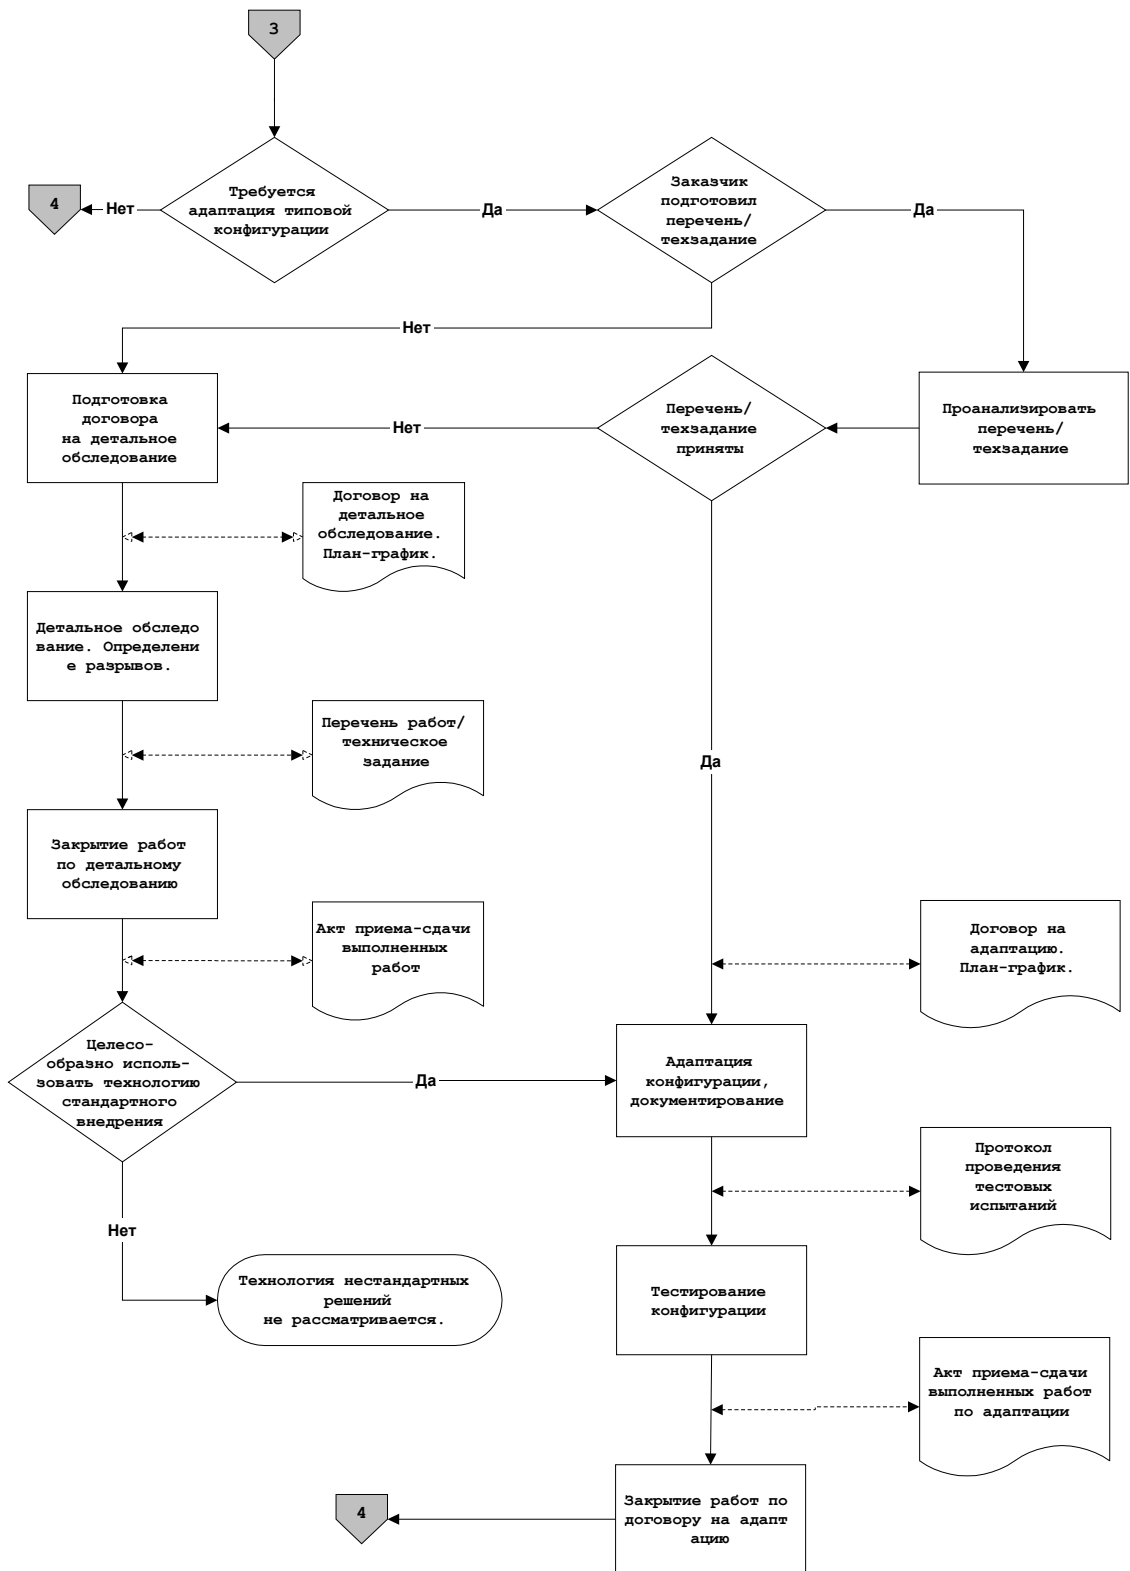 3
Требуется
адаптация типовой
конфигурации
Нет
4
Да
Заказчик
подготовил
перечень/
техзадание
Да
Нет
Подготовка
договора
на детальное
обследование
Нет
Перечень/
техзадание
приняты
Проанализировать
перечень/
техзадание
Договор на
детальное
обследование.
План-график.
Детальное обследо
вание. Определени
е разрывов.
Перечень работ/
техническое
задание
Да
Закрытие работ
по детальному
обследованию
Акт приема-сдачи
выполненных
работ
Договор на
адаптацию.
План-график.
Целесо-
образно исполь-
зовать технологию
стандартного
внедрения
Да
Адаптация
конфигурации,
документирование
Протокол
проведения
тестовых
испытаний
Нет
Технология нестандартных
решений
не рассматривается.
Тестирование
конфигурации
Акт приема-сдачи
выполненных работ
по адаптации
4
Закрытие работ по
договору на адапт
ацию